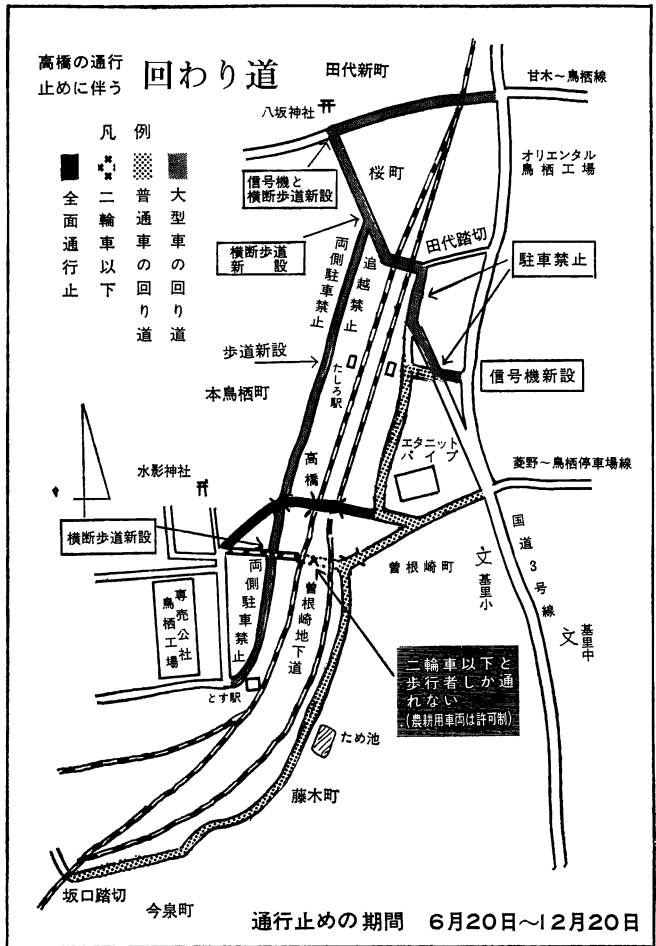 高橋の通行
止めに伴う
回わり道
凡例
大型車の回り道
普通車の回り道
二輪車以下
全面通行止
田代新町
甘木〜鳥栖線
八坂神社
オリエンタル
鳥栖工場
桜町
信号機と
横断歩道新設
横断歩道
新設
田代踏切
駐車禁止
追越禁止
両側駐車禁止
歩道新設
たしろ駅
本鳥栖町
信号機新設
エタニット
パイプ
高橋
菱野〜鳥栖停車場線
水影神社
横断歩道新設
国道3号線
曽根崎町
文
基里小
文
基里中
両側駐車禁止
曽根崎地下道
専売公社
鳥栖工場
二輪車以下と
歩行者しか通
れない
(農耕用車両は許可制)
とす駅
ため池
藤木町
坂口踏切
今泉町
通行止めの期間 6月20日〜12月20日